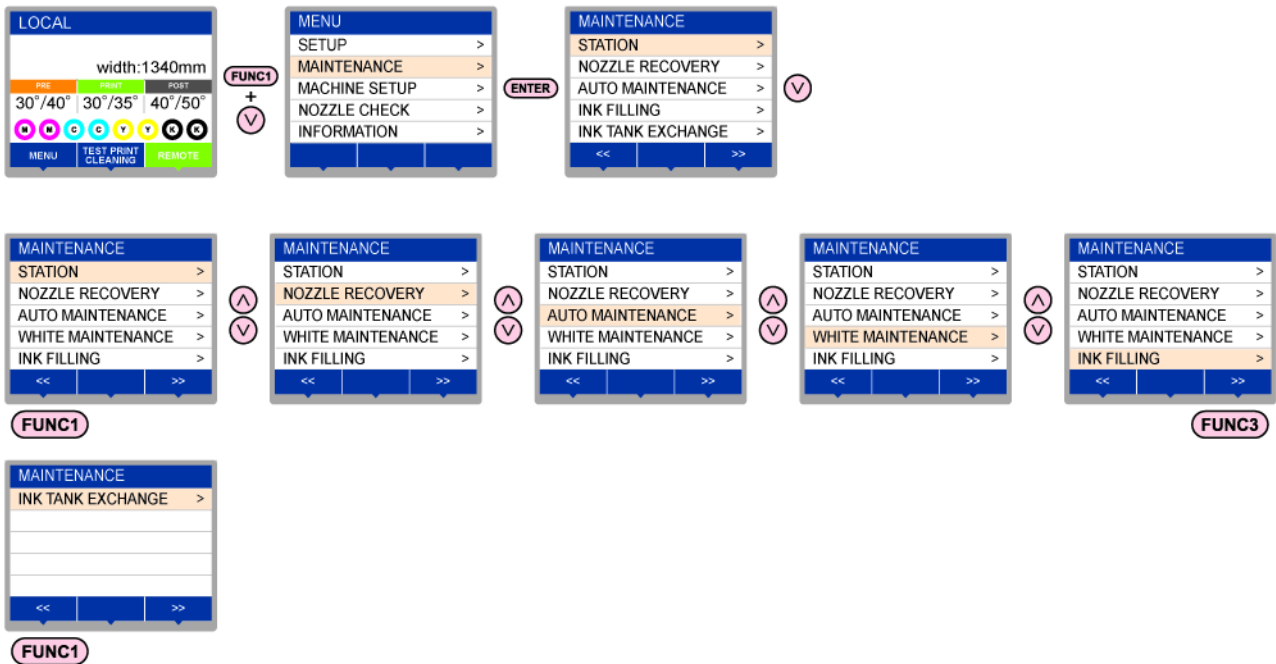 LOCAL
width:1340mm
PRE PRINT POST
30°/40° 30°/35° 40°/50°
M M C C Y Y K K
MENU TEST PRINT CLEANING REMOTE
FUNC1
+
MENU
SETUP >
MAINTENANCE >
MACHINE SETUP >
NOZZLE CHECK >
INFORMATION >
ENTER
MAINTENANCE
STATION >
NOZZLE RECOVERY >
AUTO MAINTENANCE >
INK FILLING >
INK TANK EXCHANGE >
<< >>
MAINTENANCE
STATION >
NOZZLE RECOVERY >
AUTO MAINTENANCE >
WHITE MAINTENANCE >
INK FILLING >
<< >>
FUNC1
MAINTENANCE
STATION >
NOZZLE RECOVERY >
AUTO MAINTENANCE >
WHITE MAINTENANCE >
INK FILLING >
<< >>
MAINTENANCE
STATION >
NOZZLE RECOVERY >
AUTO MAINTENANCE >
WHITE MAINTENANCE >
INK FILLING >
<< >>
MAINTENANCE
STATION >
NOZZLE RECOVERY >
AUTO MAINTENANCE >
WHITE MAINTENANCE >
INK FILLING >
<< >>
MAINTENANCE
STATION >
NOZZLE RECOVERY >
AUTO MAINTENANCE >
WHITE MAINTENANCE >
INK FILLING >
<< >>
FUNC3
MAINTENANCE
INK TANK EXCHANGE >
<< >>
FUNC1